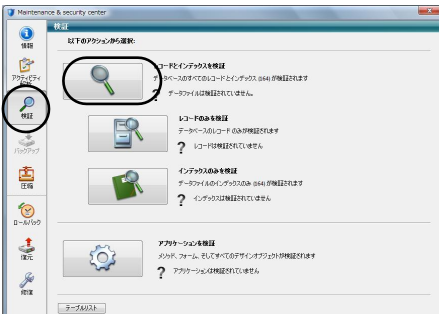 Maintenance & security center
検証
情報
以下のアクションから選択:
レコードとインデックスを検証
データベースのすべてのレコードとインデックス (164) が検証されます
? データファイルは検証されていません。
アクティビティ
検証
レコードのみを検証
データベースのレコード のみが検証されます
? レコードは検証されていません
バックアップ
インデックスのみを検証
データファイルのインデックスのみ (164) が検証されます
? インデックスは検証されていません
圧縮
ロールバック
アプリケーションを検証
メソッド、フォーム、そしてすべてのデザインオブジェクトが検証されます
? アプリケーションは検証されていません
復元
修復
テーブルリスト